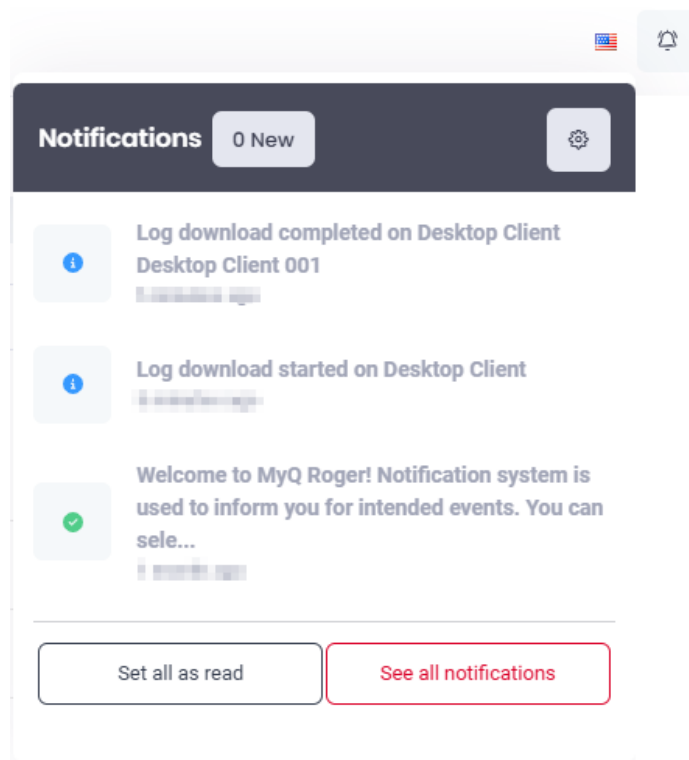 Notifications 0 New
Log download completed on Desktop Client
Desktop Client 001
Log download started on Desktop Client
Welcome to MyQ Roger! Notification system is
used to inform you for intended events. You can
sele...
Set all as read
See all notifications